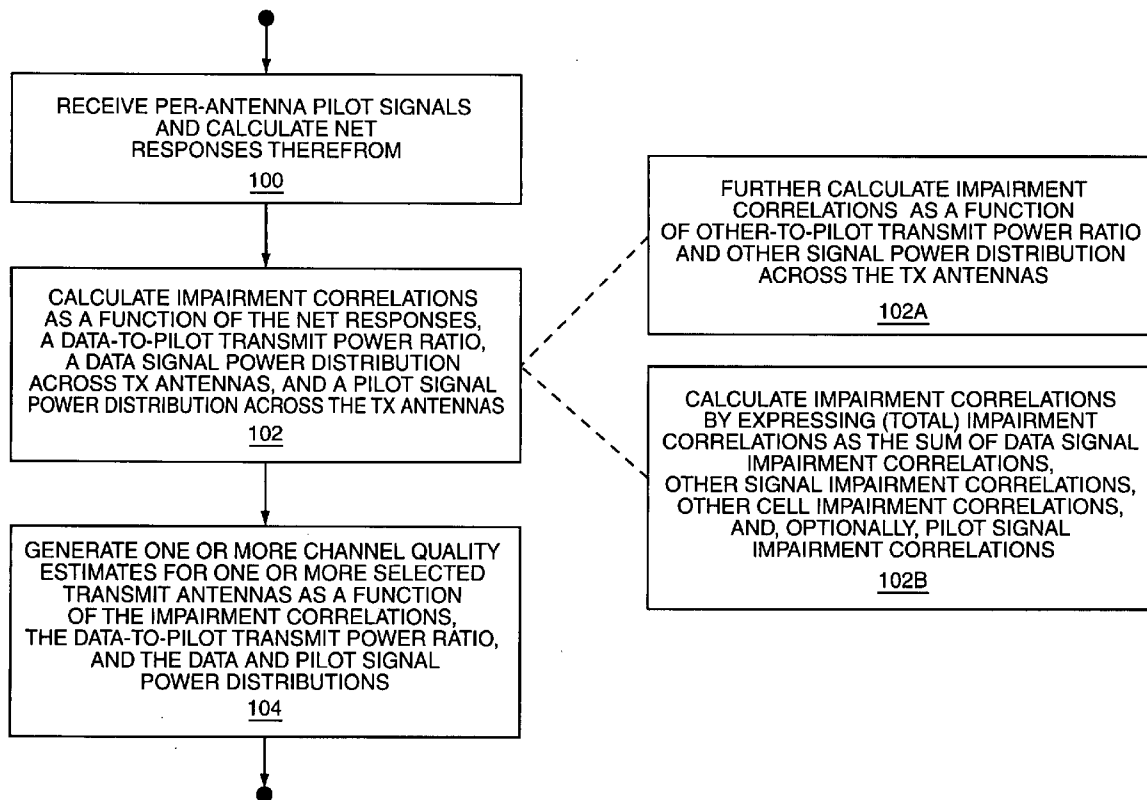 RECEIVE PER-ANTENNA PILOT SIGNALS
AND CALCULATE NET
RESPONSES THEREFROM
100
CALCULATE IMPAIRMENT CORRELATIONS
AS A FUNCTION OF THE NET RESPONSES,
A DATA-TO-PILOT TRANSMIT POWER RATIO,
A DATA SIGNAL POWER DISTRIBUTION
ACROSS TX ANTENNAS, AND A PILOT SIGNAL
POWER DISTRIBUTION ACROSS THE TX ANTENNAS
102
GENERATE ONE OR MORE CHANNEL QUALITY
ESTIMATES FOR ONE OR MORE SELECTED
TRANSMIT ANTENNAS AS A FUNCTION
OF THE IMPAIRMENT CORRELATIONS,
THE DATA-TO-PILOT TRANSMIT POWER RATIO,
AND THE DATA AND PILOT SIGNAL
POWER DISTRIBUTIONS
104
FURTHER CALCULATE IMPAIRMENT
CORRELATIONS AS A FUNCTION
OF OTHER-TO-PILOT TRANSMIT POWER RATIO
AND OTHER SIGNAL POWER DISTRIBUTION
ACROSS THE TX ANTENNAS
102A
CALCULATE IMPAIRMENT CORRELATIONS
BY EXPRESSING (TOTAL) IMPAIRMENT
CORRELATIONS AS THE SUM OF DATA SIGNAL
IMPAIRMENT CORRELATIONS,
OTHER SIGNAL IMPAIRMENT CORRELATIONS,
OTHER CELL IMPAIRMENT CORRELATIONS,
AND, OPTIONALLY, PILOT SIGNAL
IMPAIRMENT CORRELATIONS
102B